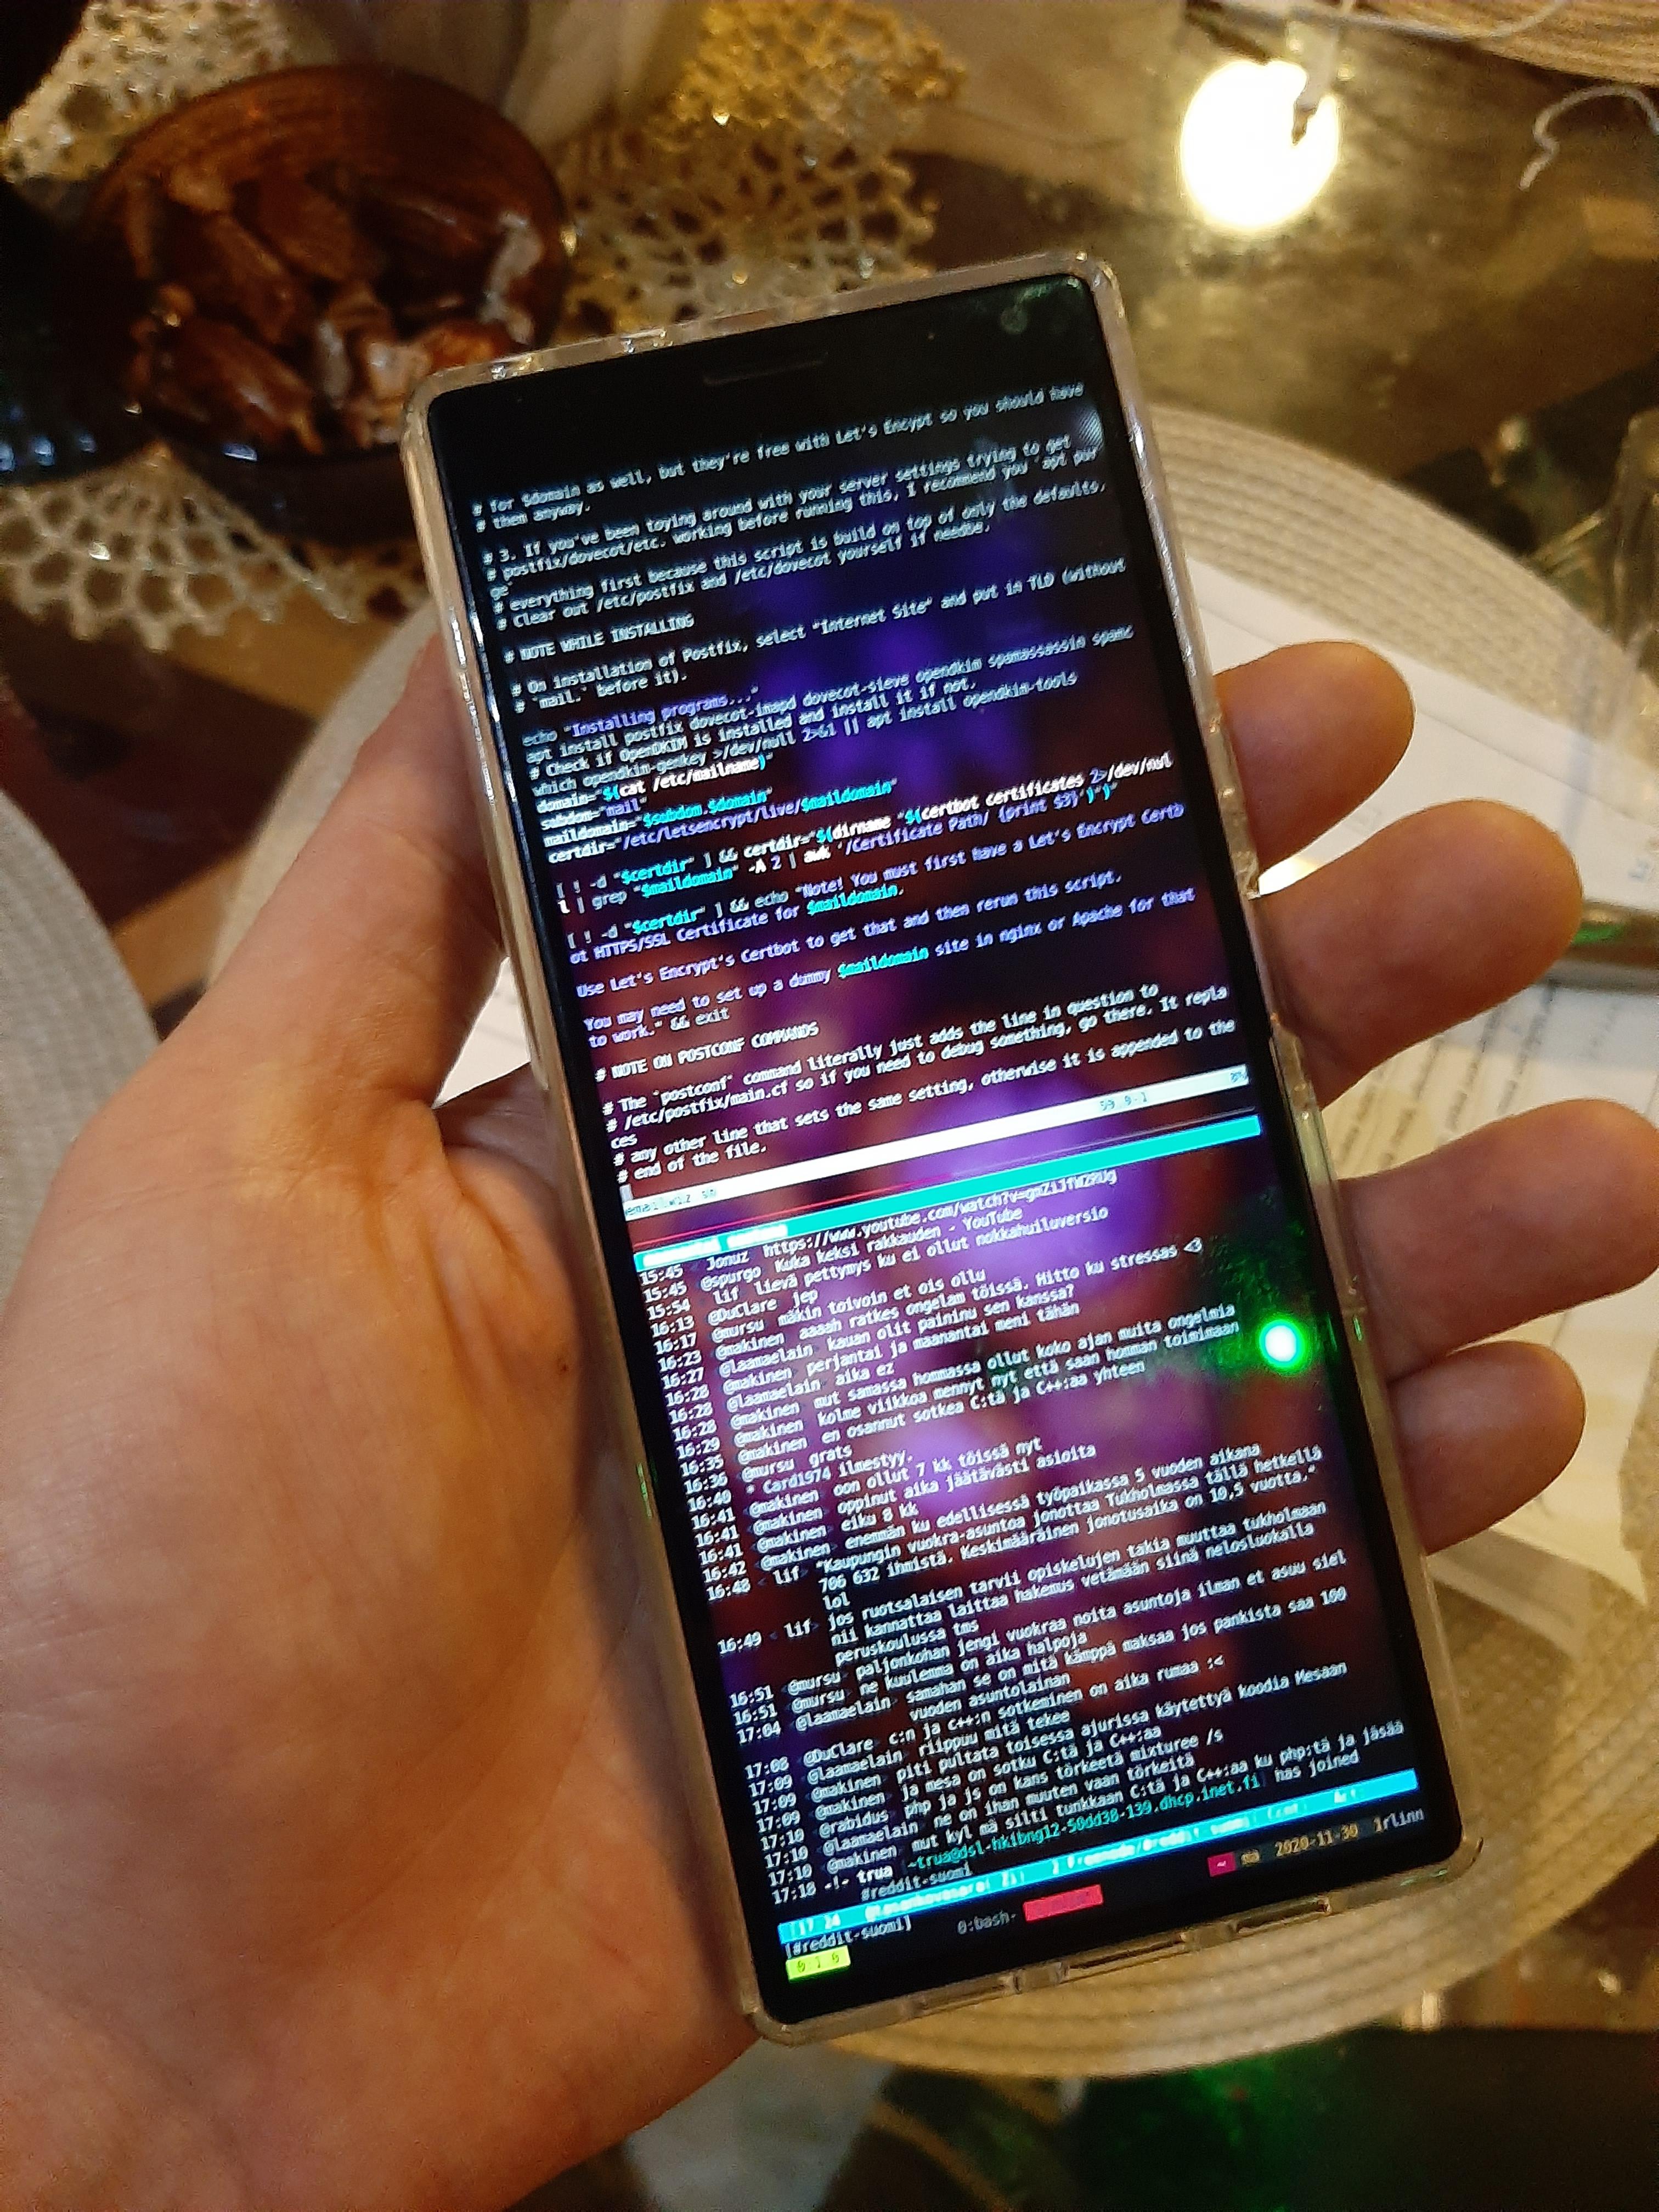 # for $domain as well, but they're free with Let's Encrypt so you should have
# them anyway.
# 3. If you've been toying around with your server settings trying to get
# postfix/dovecot/etc. working before running this, I recommend you `apt pur
ge`
# everything first because this script is build on top of only the defaults.
# Clear out /etc/postfix and /etc/dovecot yourself if needbe.
# NOTE WHILE INSTALLING
# On installation of Postfix, select "Internet Site" and put in TLD (without
# `mail.` before it).
echo "Installing programs..."
apt install postfix dovecot-imapd dovecot-sieve opendkim spamassassin spamc
# Check if OpenDKIM is installed and install it if not.
which opendkim-genkey >/dev/null 2>&1 || apt install opendkim-tools
domain="$(cat /etc/mailname)"
subdom="mail"
maildomain="$subdom.$domain"
certdir="/etc/letsencrypt/live/$maildomain"
[ ! -d "$certdir" ] && certdir="$(dirname "$(certbot certificates 2>/dev/nul
l | grep "$maildomain" -A 2 | awk '/Certificate Path/ {print $3}')")"
[ ! -d "$certdir" ] && echo "Note! You must first have a Let's Encrypt Certb
ot HTTPS/SSL Certificate for $maildomain.
Use Let's Encrypt's Certbot to get that and then rerun this script.
You may need to set up a dummy $maildomain site in nginx or Apache for that
to work." && exit
# NOTE ON POSTCONF COMMANDS
# The `postconf` command literally just adds the line in question to
# /etc/postfix/main.cf so if you need to debug something, go there. It repla
ces
# any other line that sets the same setting, otherwise it is appended to the
# end of the file.
emailwiz.sh 59,0-1 8%
15:45 Jonuz https://www.youtube.com/watch?v=
15:45 @spurgo Kuka keksi rakkauden - YouTube
15:54 lif lievä pettymys ku ei ollut nokkahuiluversio
16:13 @DuClare jep
16:17 @mursu mäkin toivoin et ois ollu
16:23 @makinen aaaah ratkes ongelam töissä. Hitto ku stressas <3
16:27 @laamaelain kauan olit paininu sen kanssa?
16:28 @makinen perjantai ja maanantai meni tähän
16:28 @laamaelain aika ez
16:28 @makinen mut samassa hommassa ollut koko ajan muita ongelmia
16:29 @makinen kolme viikkoa mennyt nyt että saan homman toimimaan
16:35 @makinen en osannut sotkea C:tä ja C++:aa yhteen
16:36 @mursu grats
16:40 * Card1974 ilmestyy.
16:41 @makinen oon ollut 7 kk töissä nyt
16:41 @makinen oppinut aika jäätävästi asioita
16:41 @makinen eiku 8 kk
16:42 @makinen enemmän ku edellisessä työpaikassa 5 vuoden aikana
16:48 < lif> "Kaupungin vuokra-asuntoa jonottaa Tukholmassa tällä hetkellä
706 632 ihmistä. Keskimääräinen jonotusaika on 10,5 vuotta."
lol
16:49 < lif> jos ruotsalaisen tarvii opiskelujen takia muuttaa tukholmaan
nii kannattaa laittaa hakemus vetämään siinä nelosluokalla
peruskoulussa tms
16:51 @mursu paljonkohan jengi vuokraa noita asuntoja ilman et asuu siel
16:51 @mursu ne kuulemma on aika halpoja
17:04 @laamaelain samahan se on mitä kämppä maksaa jos pankista saa 100
vuoden asuntolainan
17:08 @DuClare c:n ja c++:n sotkeminen on aika rumaa :<
17:09 @laamaelain riippuu mitä tekee
17:09 @makinen piti pultata toisessa ajurissa käytettyä koodia Mesaan
17:09 @makinen ja mesa on sotku C:tä ja C++:aa
17:10 @rabidus php ja js on kans törkeetä mixturee /s
17:10 @laamaelain ne on ihan muuten vaan törkeitä
17:10 @makinen mut kyl mä silti tunkkaan C:tä ja C++:aa ku php:tä ja jäsää
17:18 -!- trua ~trua@dsl-hkibng12-50dd38-139.dhcp.inet.fi has joined
#reddit-suomi
[#reddit-suomi]
0:bash- ~ ma 2020-11-30 irlinn
0 1 0